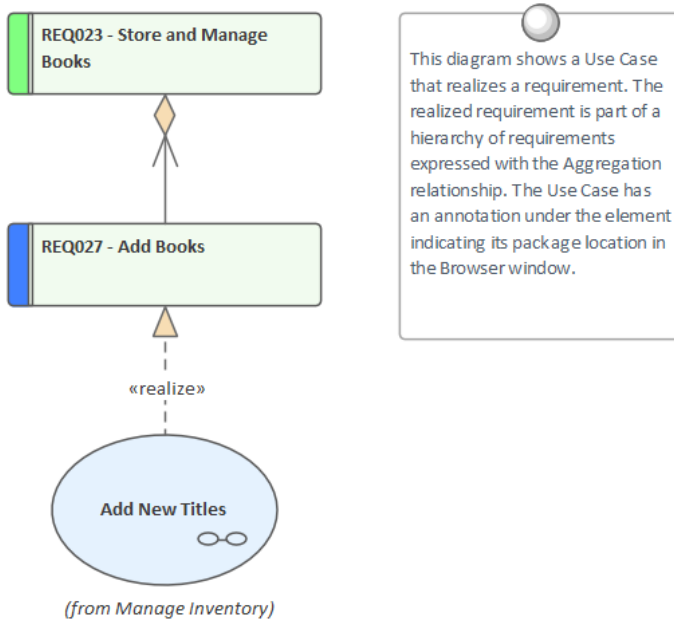 REQ023 - Store and Manage
Books
REQ027 - Add Books
«realize»
Add New Titles
(from Manage Inventory)
This diagram shows a Use Case
that realizes a requirement. The
realized requirement is part of a
hierarchy of requirements
expressed with the Aggregation
relationship. The Use Case has
an annotation under the element
indicating its package location in
the Browser window.